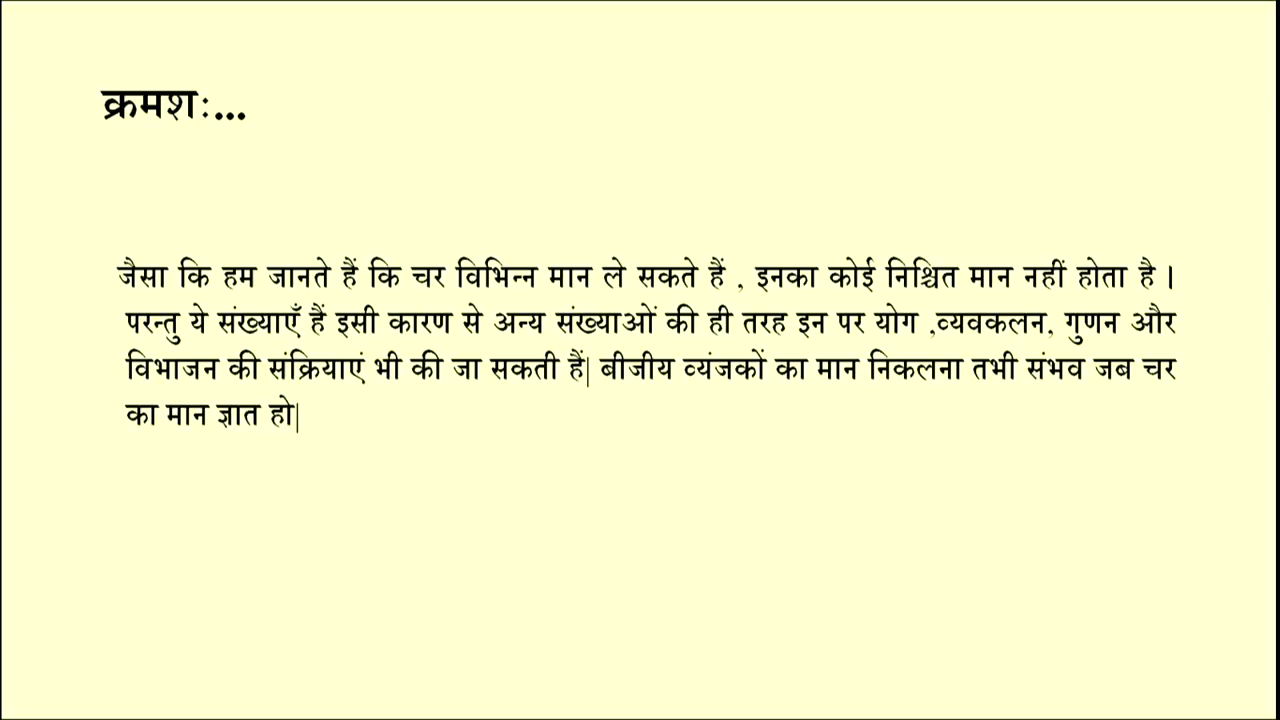 क्रमशः...
जैसा कि हम जानते हैं कि चर विभिन्न मान ले सकते हैं , इनका कोई निश्चित मान नहीं होता है ।
परन्तु ये संख्याएँ हैं इसी कारण से अन्य संख्याओं की ही तरह इन पर योग ,व्यवकलन, गुणन और
विभाजन की संक्रियाएं भी की जा सकती हैं| बीजीय व्यंजकों का मान निकलना तभी संभव जब चर
का मान ज्ञात हो|